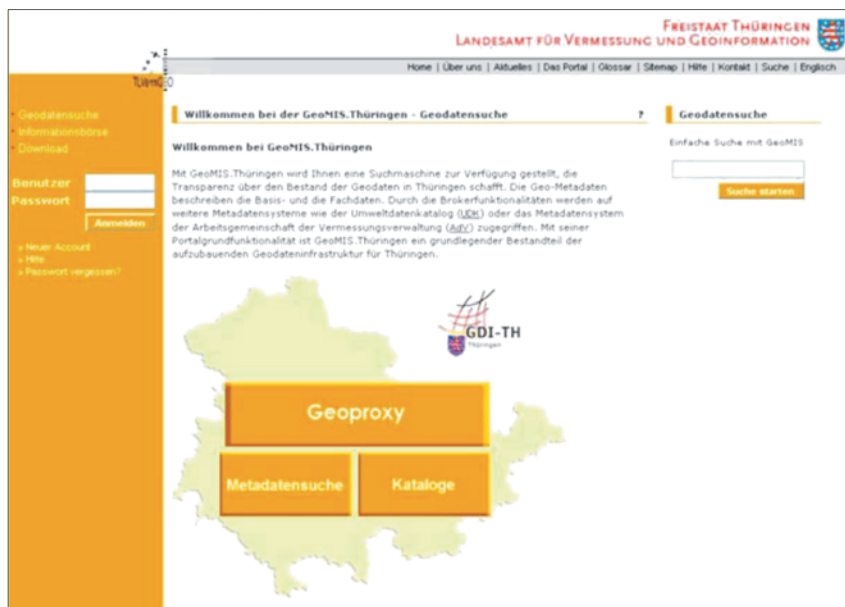 FREISTAAT THÜRINGEN
LANDESAMT FÜR VERMESSUNG UND GEOINFORMATION
Home | Über uns | Aktuelles | Das Portal | Glossar | Sitemap | Hilfe | Kontakt | Suche | Englisch
TLVermGEO
Geodatensuche
Informationsbörse
Download
Benutzer
Passwort
Anmelden
» Neuer Account
» Hilfe
» Passwort vergessen?
Willkommen bei der GeoMIS.Thüringen - Geodatensuche ?
Willkommen bei GeoMIS.Thüringen
Mit GeoMIS.Thüringen wird Ihnen eine Suchmaschine zur Verfügung gestellt, die
Transparenz über den Bestand der Geodaten in Thüringen schafft. Die Geo-Metadaten
beschreiben die Basis- und die Fachdaten. Durch die Brokerfunktionalitäten werden auf
weitere Metadatensysteme wie der Umweltdatenkatalog (UDK) oder das Metadatensystem
der Arbeitsgemeinschaft der Vermessungsverwaltung (AdV) zugegriffen. Mit seiner
Portalgrundfunktionalität ist GeoMIS.Thüringen ein grundlegender Bestandteil der
aufzubauenden Geodateninfrastruktur für Thüringen.
GDI-TH
Thüringen
Geoproxy
Metadatensuche
Kataloge
Geodatensuche
Einfache Suche mit GeoMIS
Suche starten